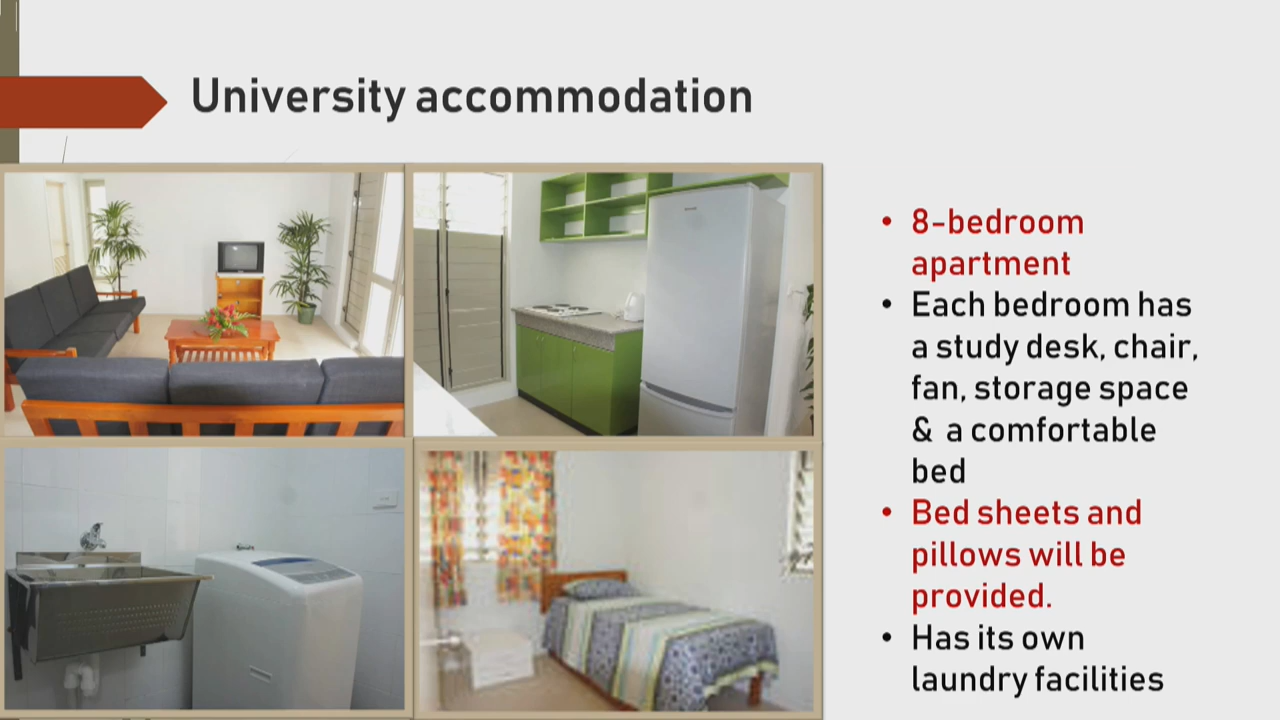 University accommodation
• 8-bedroom
apartment
• Each bedroom has
a study desk, chair,
fan, storage space
& a comfortable
bed
• Bed sheets and
pillows will be
provided.
• Has its own
laundry facilities